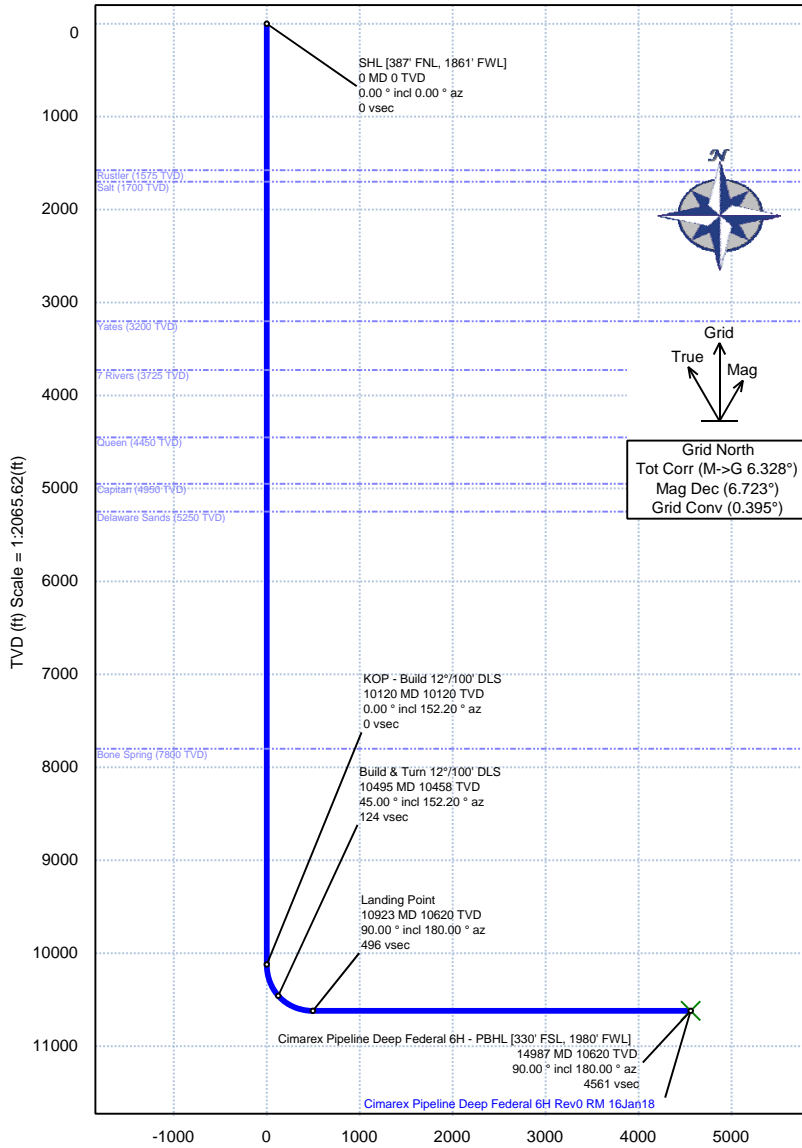 0
1000
2000
3000
4000
5000
6000
7000
8000
9000
10000
11000
TVD (ft) Scale = 1:2065.62(ft)
SHL [387' FNL, 1861' FWL]
0 MD 0 TVD
0.00 ° incl 0.00 ° az
0 vsec
N
Rustler (1575 TVD)
Salt (1700 TVD)
Yates (3200 TVD)
7 Rivers (3725 TVD)
Queen (4450 TVD)
Capitan (4950 TVD)
Delaware Sands (5250 TVD)
Bone Spring (7800 TVD)
Grid
True
Mag
Grid North
Tot Corr (M->G 6.328°)
Mag Dec (6.723°)
Grid Conv (0.395°)
KOP - Build 12°/100' DLS
10120 MD 10120 TVD
0.00 ° incl 152.20 ° az
0 vsec
Build & Turn 12°/100' DLS
10495 MD 10458 TVD
45.00 ° incl 152.20 ° az
124 vsec
Landing Point
10923 MD 10620 TVD
90.00 ° incl 180.00 ° az
496 vsec
Cimarex Pipeline Deep Federal 6H - PBHL [330' FSL, 1980' FWL]
14987 MD 10620 TVD
90.00 ° incl 180.00 ° az
4561 vsec
Cimarex Pipeline Deep Federal 6H Rev0 RM 16Jan18
-1000 0 1000 2000 3000 4000 5000